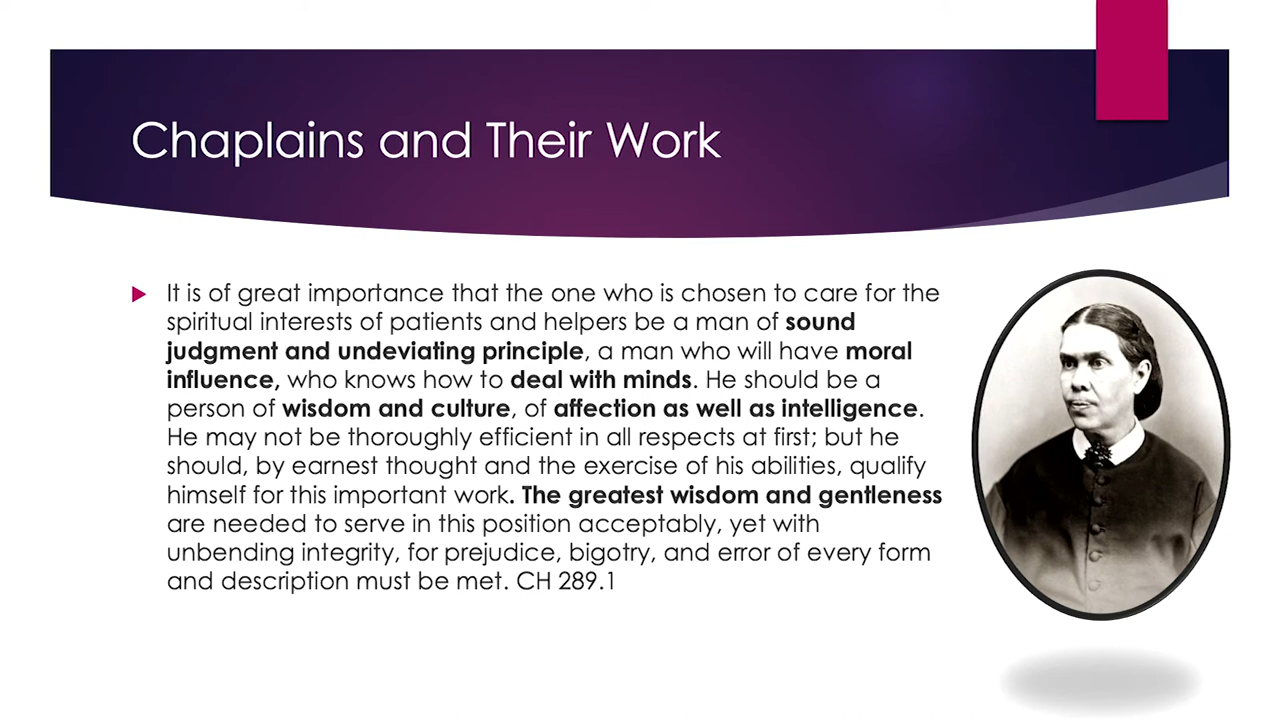 Chaplains and Their Work
It is of great importance that the one who is chosen to care for the
spiritual interests of patients and helpers be a man of sound
judgment and undeviating principle, a man who will have moral
influence, who knows how to deal with minds. He should be a
person of wisdom and culture, of affection as well as intelligence.
He may not be thoroughly efficient in all respects at first; but he
should, by earnest thought and the exercise of his abilities, qualify
himself for this important work. The greatest wisdom and gentleness
are needed to serve in this position acceptably, yet with
unbending integrity, for prejudice, bigotry, and error of every form
and description must be met. CH 289.1